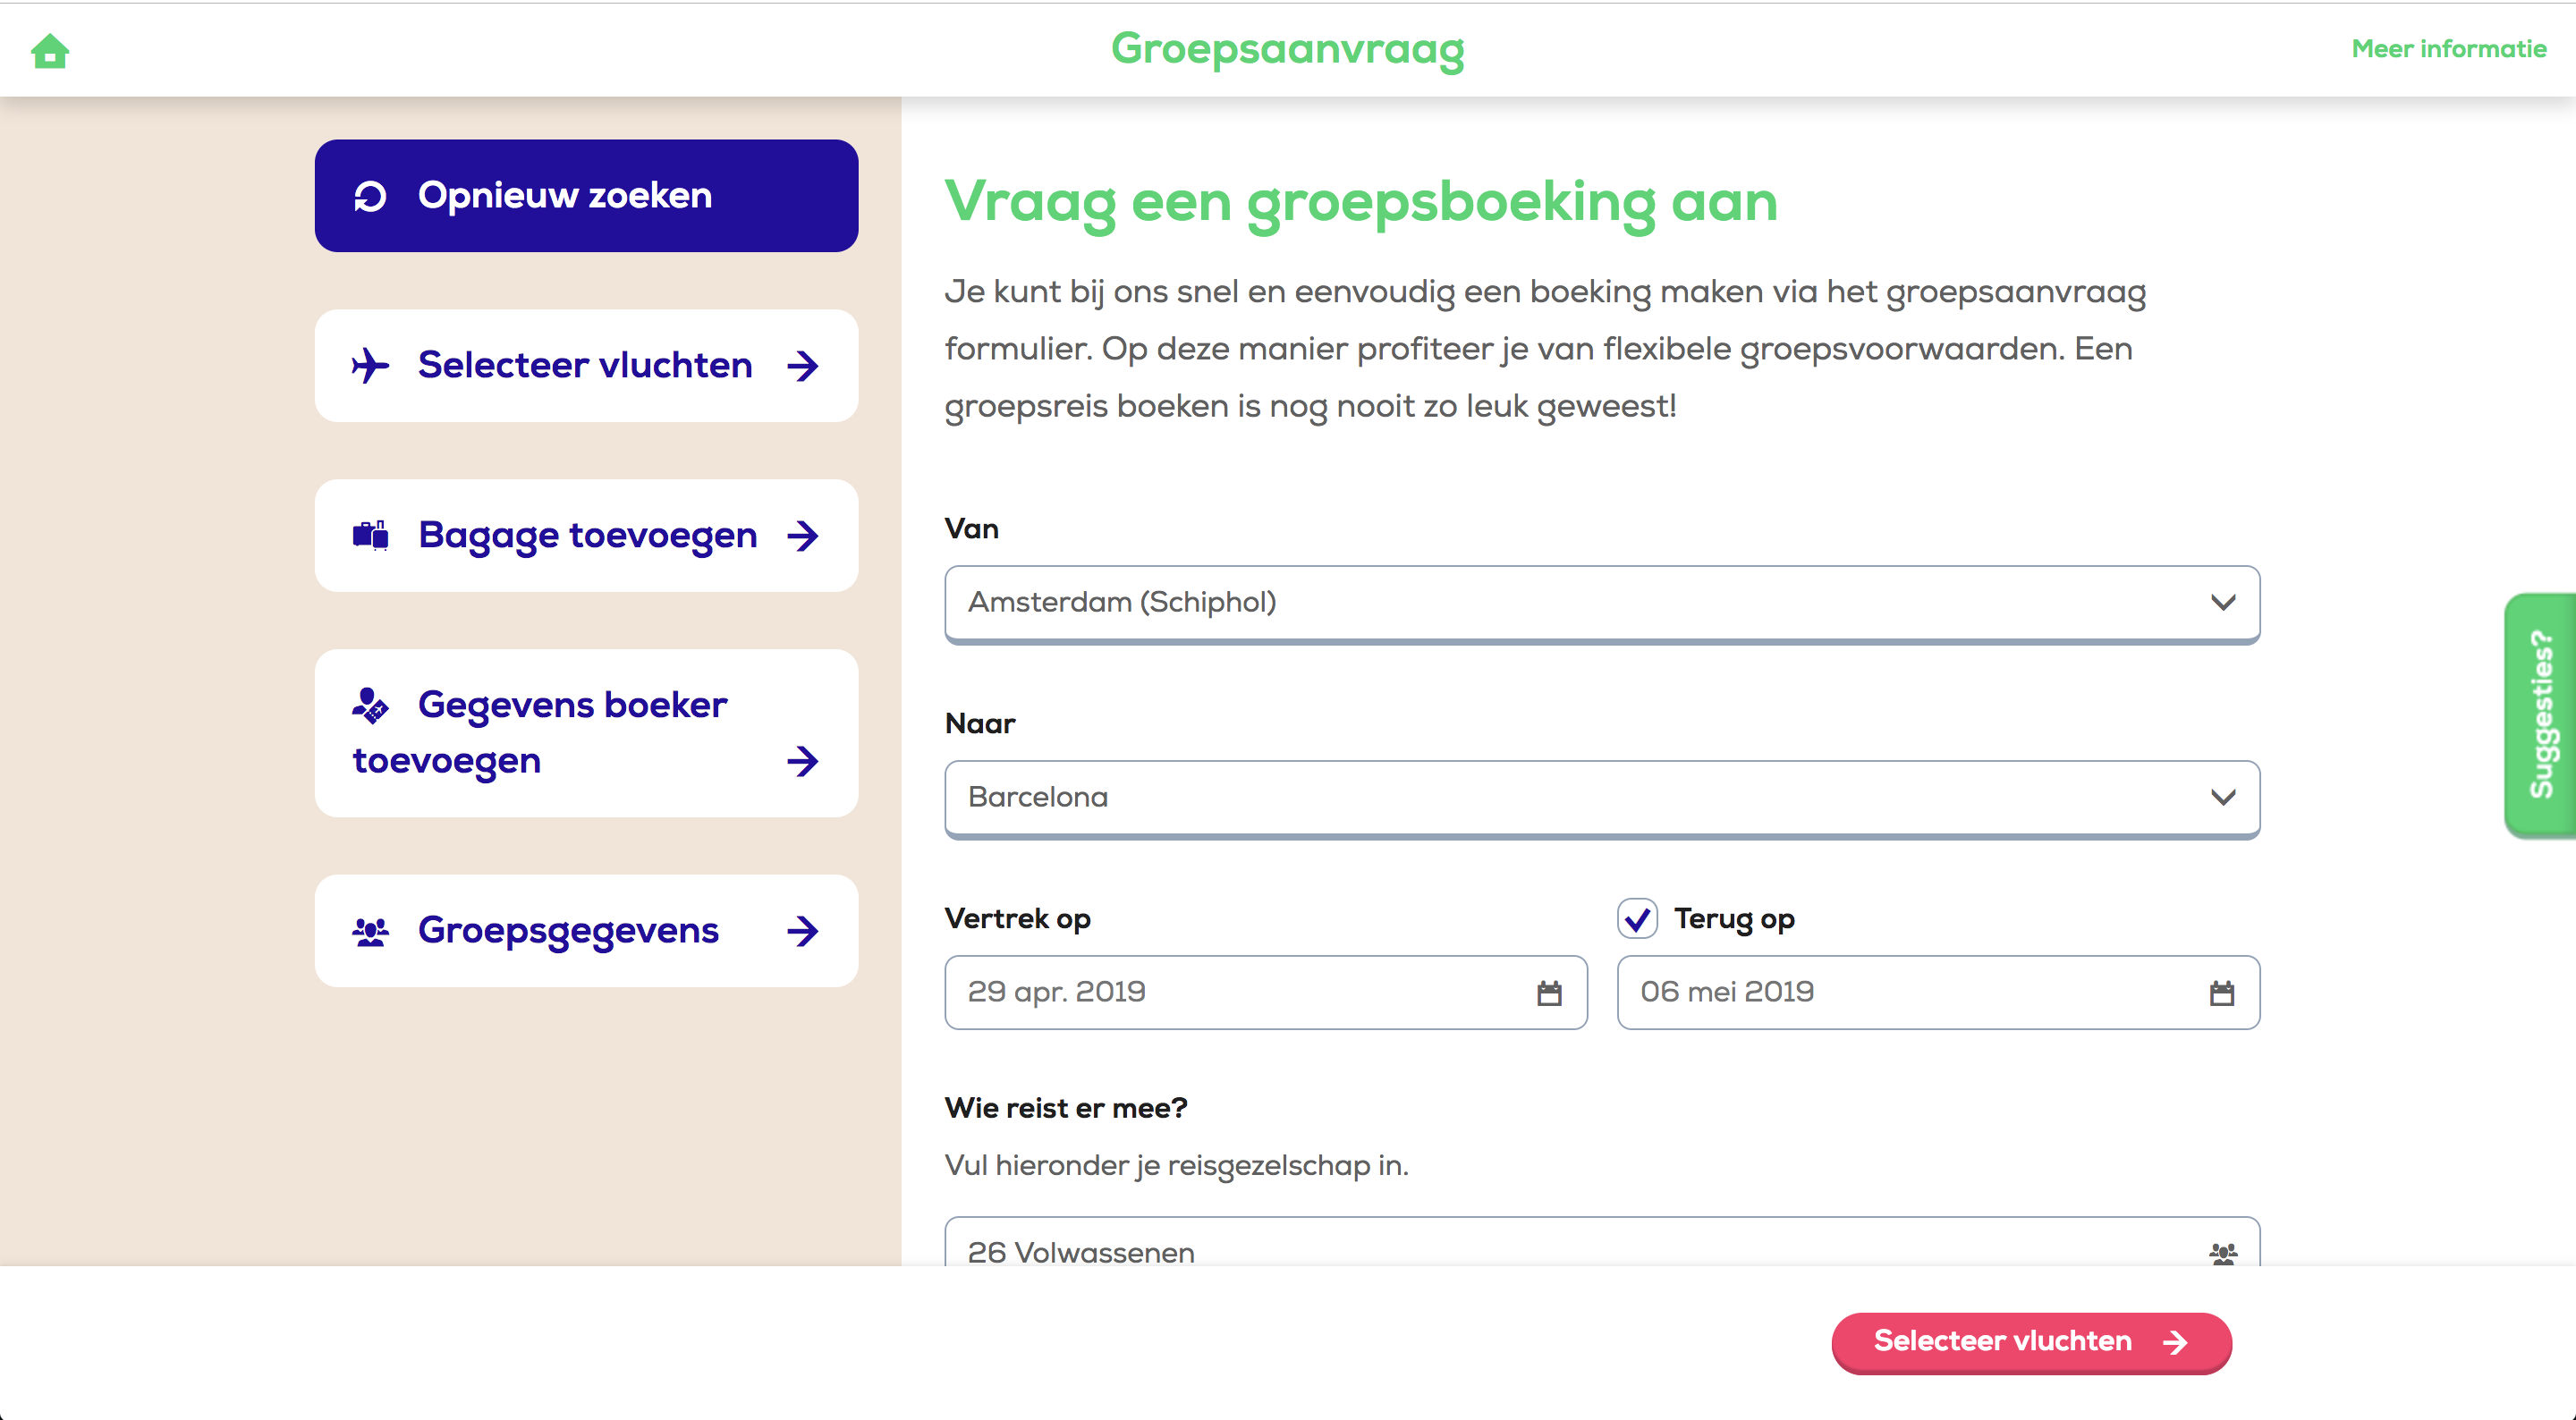 Groepsaanvraag
Meer informatie
Opnieuw zoeken
Selecteer vluchten
Bagage toevoegen
Gegevens boeker
toevoegen
Groepsgegevens
Vraag een groepsboeking aan
Je kunt bij ons snel en eenvoudig een boeking maken via het groepsaanvraag
formulier. Op deze manier profiteer je van flexibele groepsvoorwaarden. Een
groepsreis boeken is nog nooit zo leuk geweest!
Van
Amsterdam (Schiphol)
Naar
Barcelona
Vertrek op
Terug op
29 apr. 2019
06 mei 2019
Wie reist er mee?
Vul hieronder je reisgezelschap in.
26 Volwassenen
Suggesties?
Selecteer vluchten